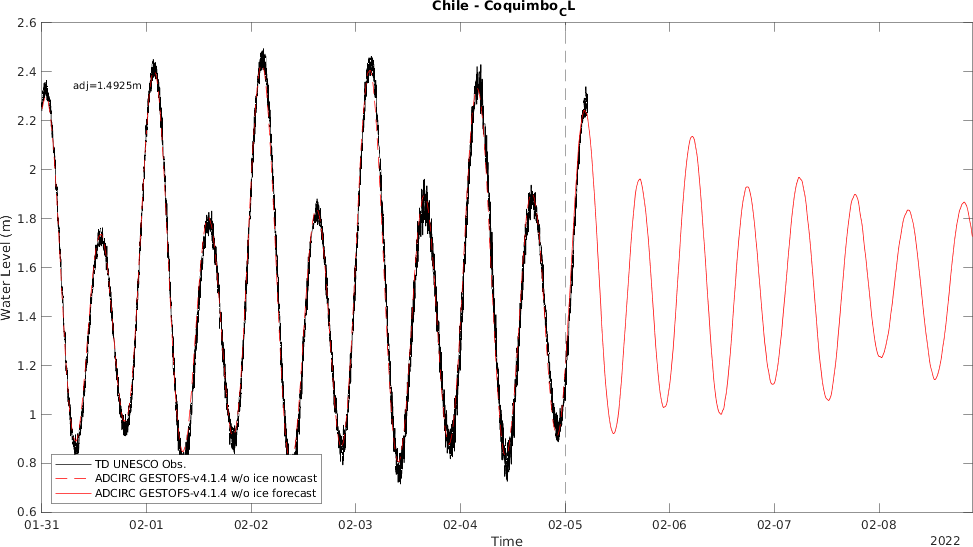 Chile - Coquimbo_CL
2.6
2.4
2.2
2
1.8
1.6
1.4
1.2
1
0.8
0.6
Water Level (m)
adj=1.4925m
TD UNESCO Obs.
ADCIRC GESTOFS-v4.1.4 w/o ice nowcast
ADCIRC GESTOFS-v4.1.4 w/o ice forecast
01-31 02-01 02-02 02-03 02-04 02-05 02-06 02-07 02-08
Time
2022